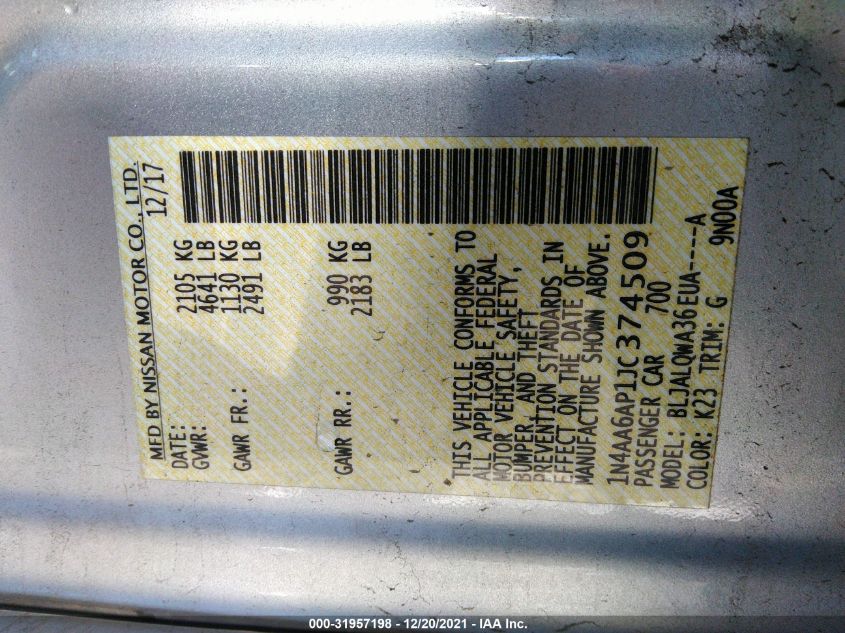 MFD BY NISSAN MOTOR CO., LTD.
DATE: 12/17
GVWR: 2105 KG
4641 LB
GAWR FR.: 1130 KG
2491 LB
GAWR RR.: 990 KG
2183 LB
THIS VEHICLE CONFORMS TO
ALL APPLICABLE FEDERAL
MOTOR VEHICLE SAFETY,
BUMPER, AND THEFT
PREVENTION STANDARDS IN
EFFECT ON THE DATE OF
MANUFACTURE SHOWN ABOVE.
1N4AA6AP1JC374509
PASSENGER CAR 700
MODEL: BLJALQWA36EUA----A
COLOR: K23 TRIM: G 9N00A
000-31957198 - 12/20/2021 - IAA Inc.